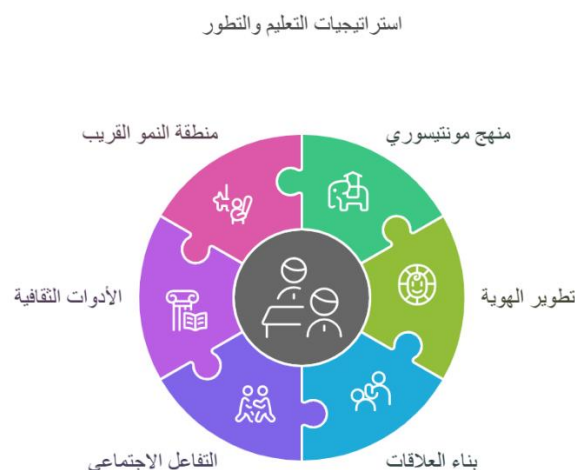 استراتيجيات التعليم والتطور
منهج مونتيسوري
منطقة النمو القريب
تطوير الهوية
الأدوات الثقافية
بناء العلاقات
التفاعل الاجتماعي